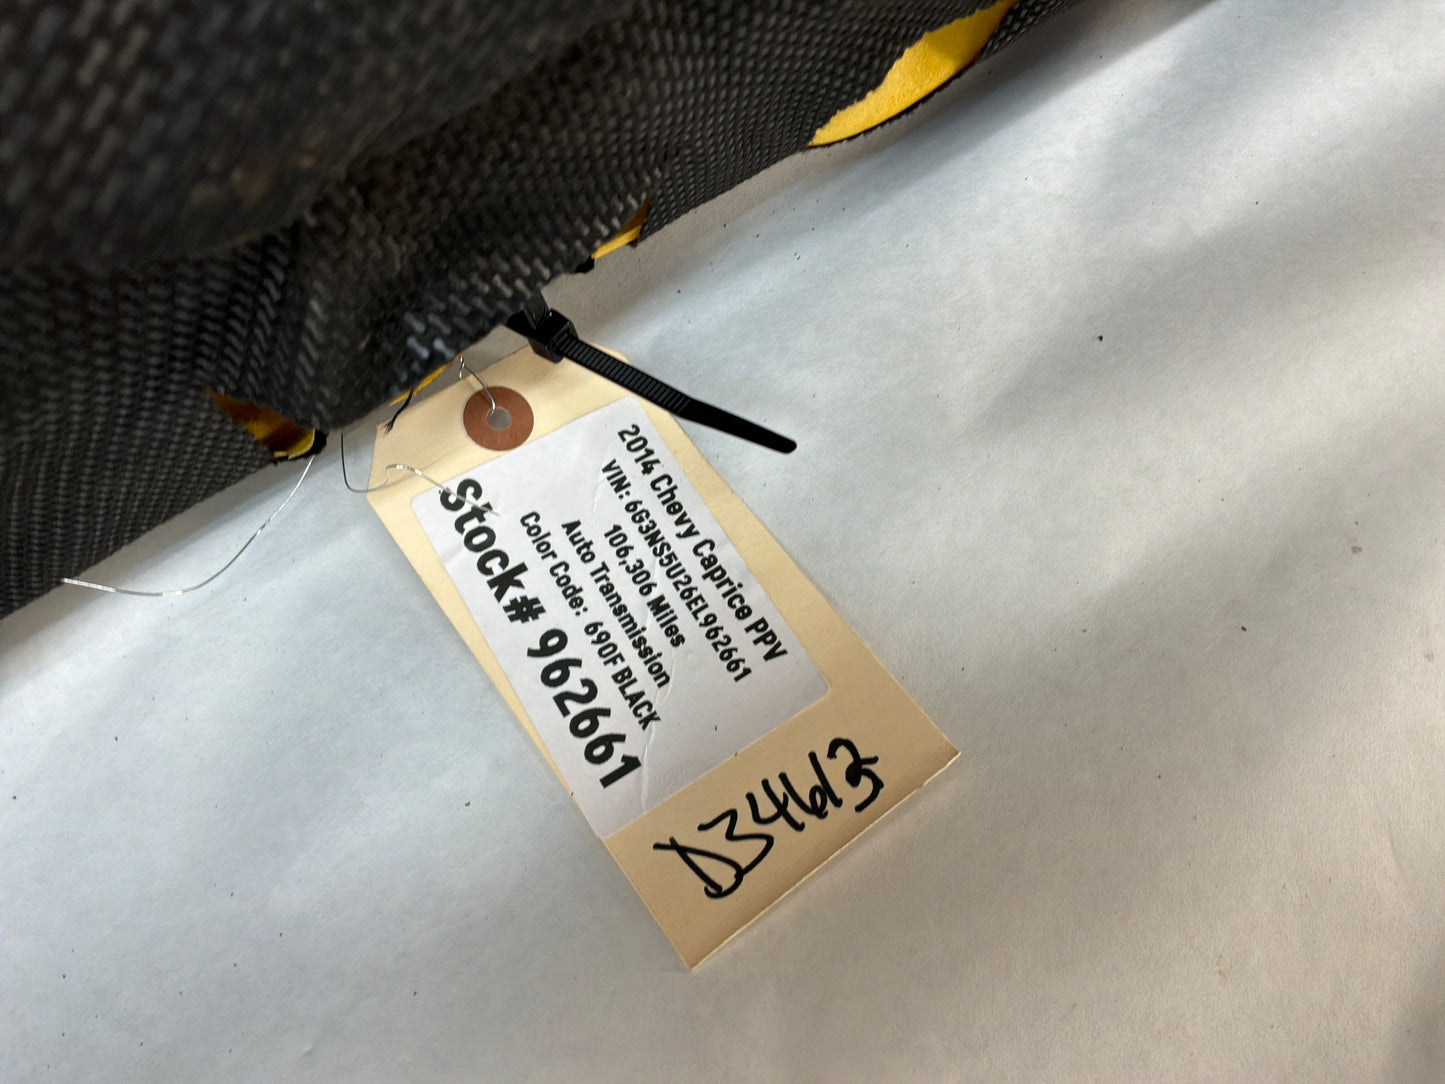 2014 Chevy Caprice PPV
VIN: 6G3NS5U26EL962661
106,306 Miles
Auto Transmission
Color Code: 690F BLACK
Stock# 962661
D34613